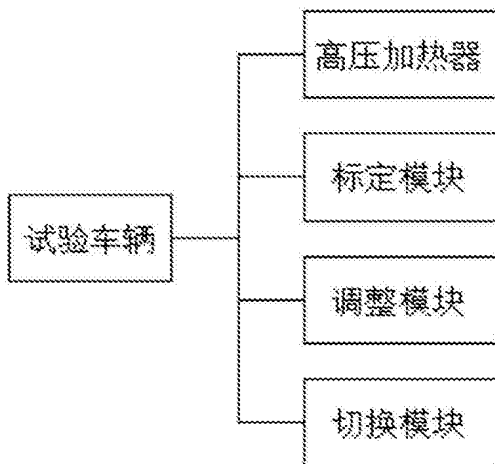 高压加热器
标定模块
试验车辆
调整模块
切换模块